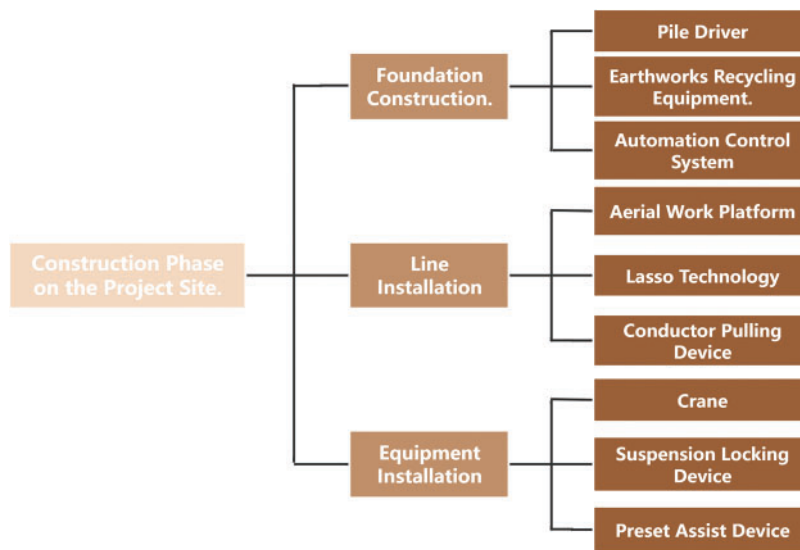 Construction Phase
on the Project Site.
Foundation
Construction.
Pile Driver
Earthworks Recycling
Equipment.
Automation Control
System
Line
Installation
Aerial Work Platform
Lasso Technology
Conductor Pulling
Device
Equipment
Installation
Crane
Suspension Locking
Device
Preset Assist Device